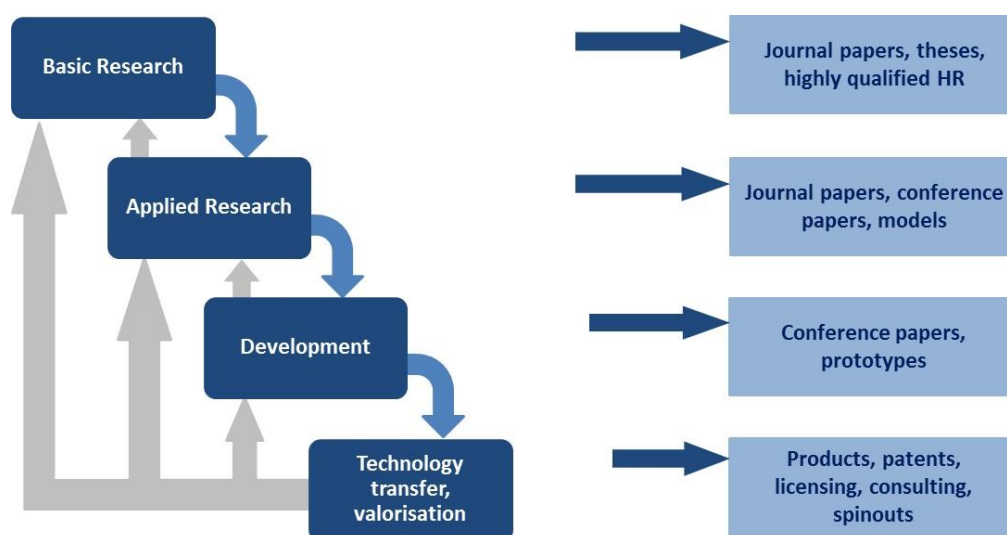 Basic Research
Journal papers, theses,
highly qualified HR
Applied Research
Journal papers, conference
papers, models
Development
Conference papers,
prototypes
Technology
transfer,
valorisation
Products, patents,
licensing, consulting,
spinouts